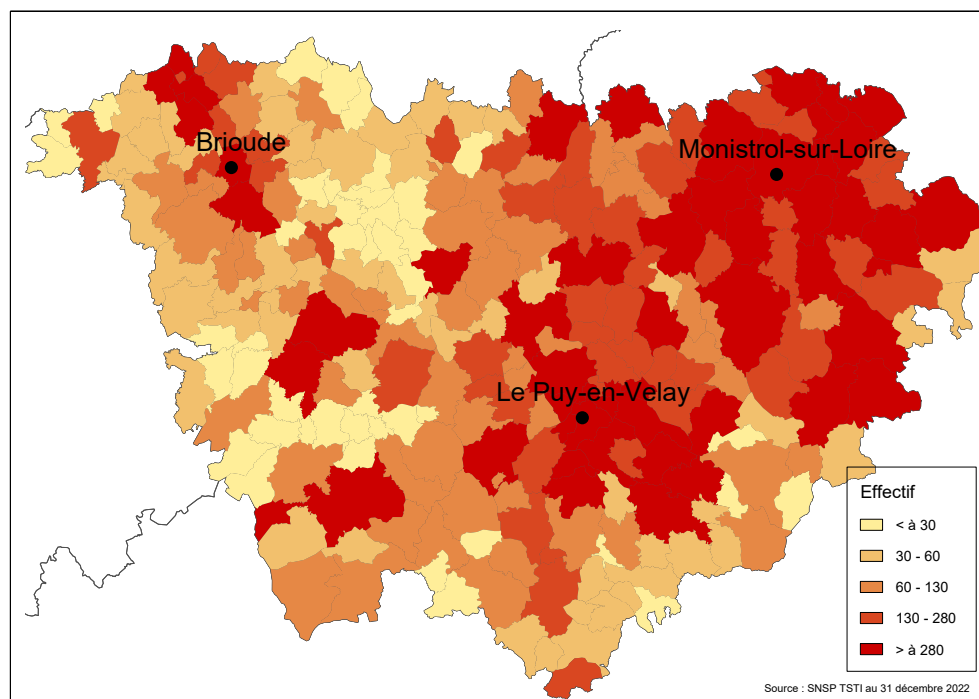 Brioude
Monistrol-sur-Loire
Le Puy-en-Velay
Effectif
< à 30
30 - 60
60 - 130
130 - 280
> à 280
Source : SNSP TSTI au 31 décembre 2022